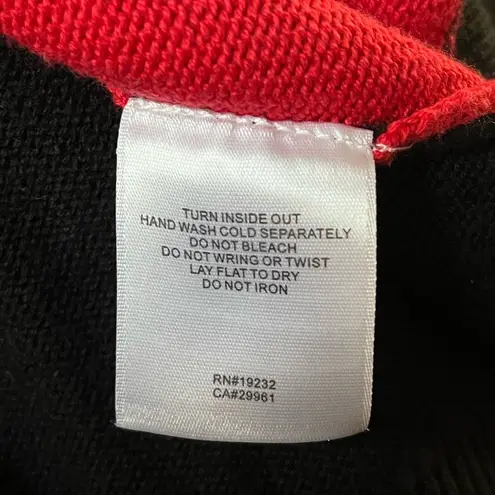 TURN INSIDE OUT
HAND WASH COLD SEPARATELY
DO NOT BLEACH
DO NOT WRING OR TWIST
LAY FLAT TO DRY
DO NOT IRON
RN#19232
CA#29961